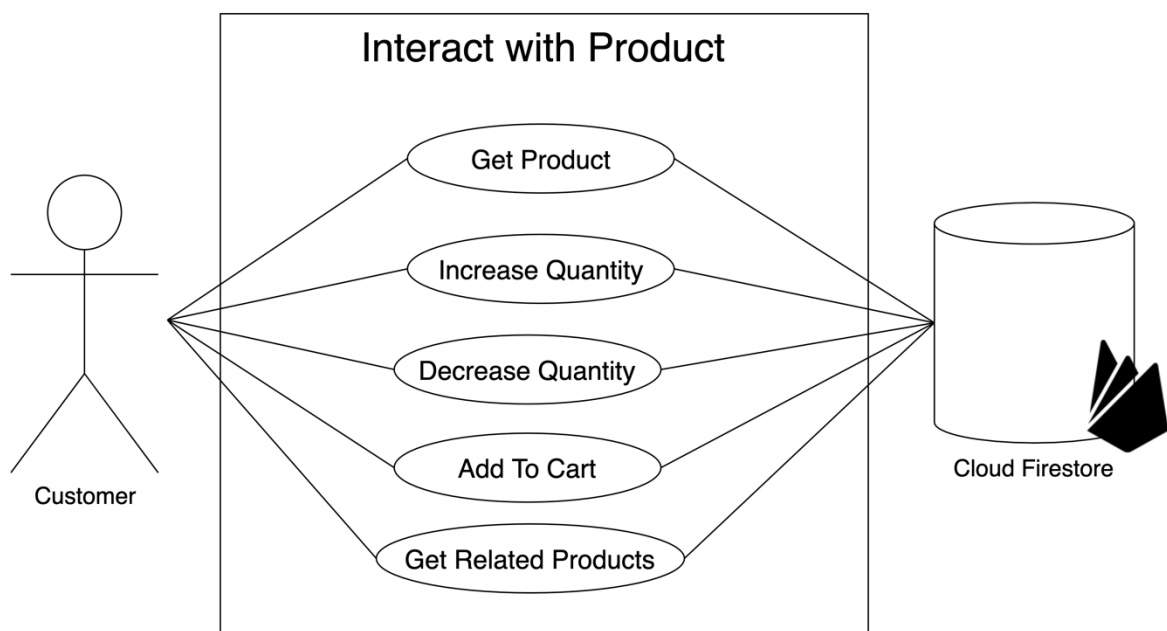 Interact with Product
Get Product
Increase Quantity
Decrease Quantity
Add To Cart
Get Related Products
Customer
Cloud Firestore